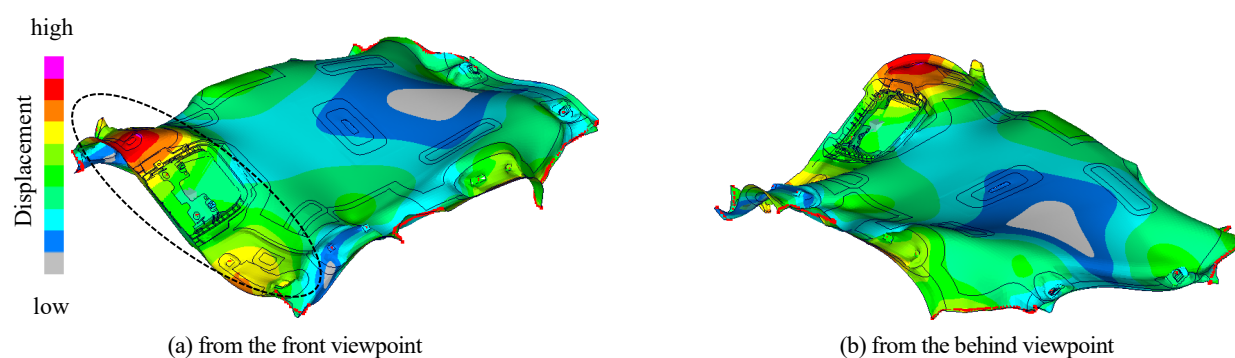 high
Displacement
low
(a) from the front viewpoint
(b) from the behind viewpoint